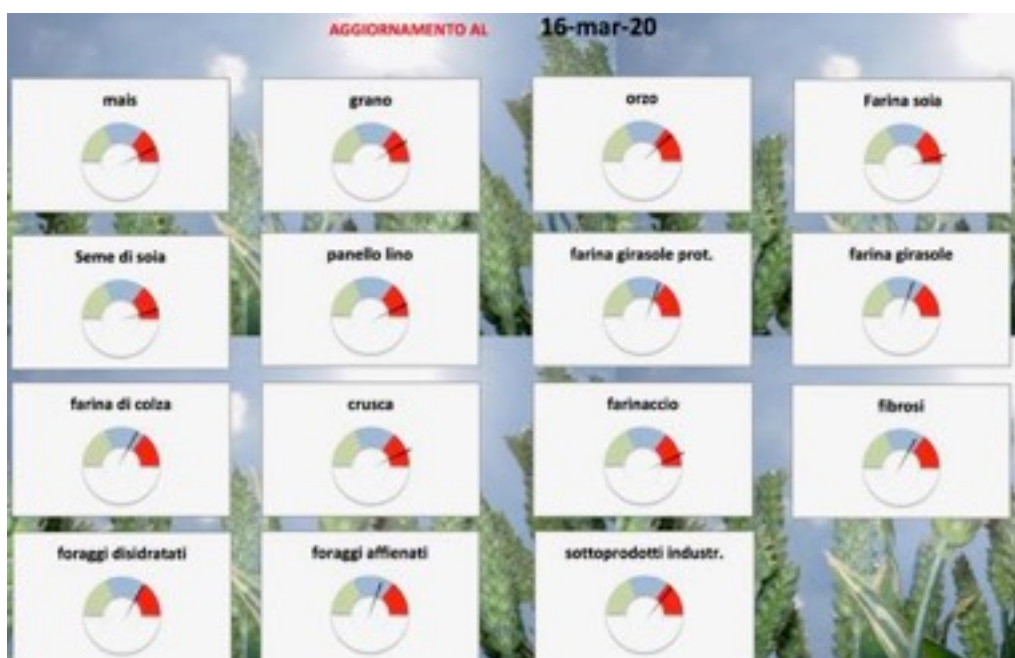 AGGIORNAMENTO AL 16-mar-20
mais
grano
orzo
Farina soia
Seme di soia
panello lino
farina girasole prot.
farina girasole
farina di colza
crusca
farinaccio
fibrosi
foraggi disidratati
foraggi affienati
sottoprodotti industr.